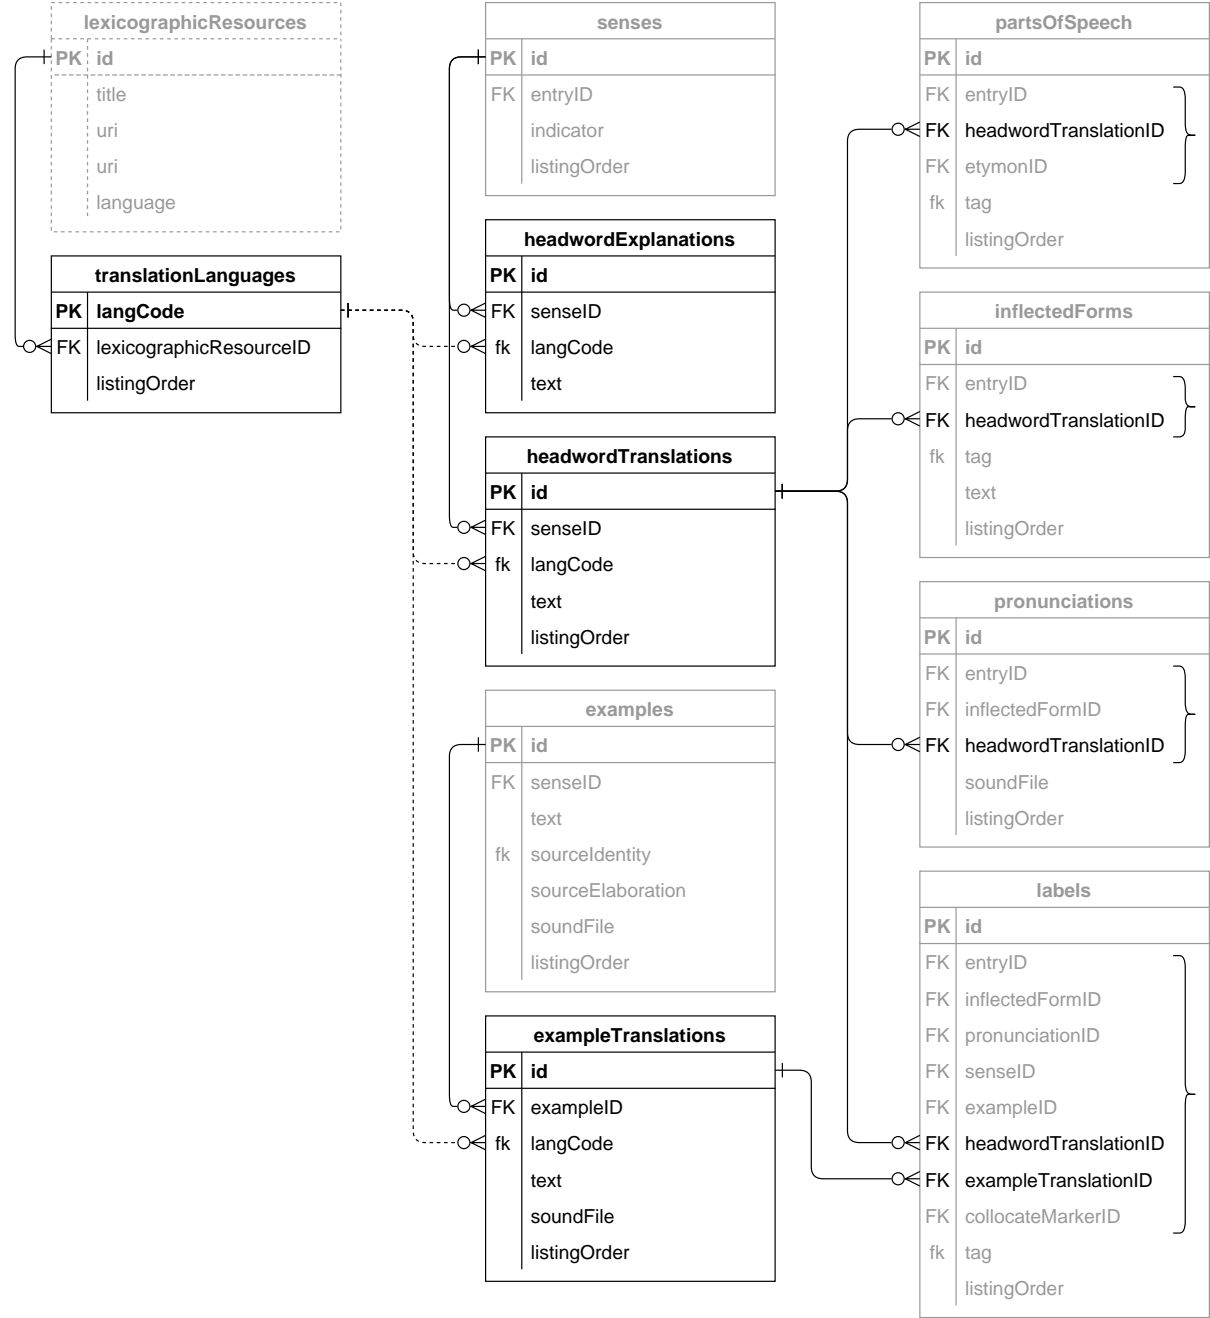 lexicographicResources
PK id
title
uri
uri
language
translationLanguages
PK langCode
FK lexicographicResourceID
listingOrder
senses
PK id
FK entryID
indicator
listingOrder
headwordExplanations
PK id
FK senseID
fk langCode
text
headwordTranslations
PK id
FK senseID
fk langCode
text
listingOrder
examples
PK id
FK senseID
text
fk sourceIdentity
sourceElaboration
soundFile
listingOrder
exampleTranslations
PK id
FK exampleID
fk langCode
text
soundFile
listingOrder
partsOfSpeech
PK id
FK entryID
FK headwordTranslationID
FK etymonID
fk tag
listingOrder
inflectedForms
PK id
FK entryID
FK headwordTranslationID
fk tag
text
listingOrder
pronunciations
PK id
FK entryID
FK inflectedFormID
FK headwordTranslationID
soundFile
listingOrder
labels
PK id
FK entryID
FK inflectedFormID
FK pronunciationID
FK senseID
FK exampleID
FK headwordTranslationID
FK exampleTranslationID
FK collocateMarkerID
fk tag
listingOrder